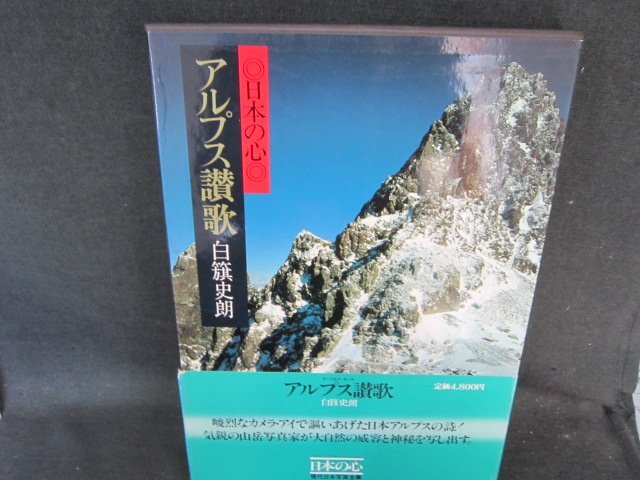 ◎日本の心◎
アルプス讃歌
白籏史朗
アルプス讃歌
定価4,800円
白籏史朗
峻烈なカメラ・アイで謳いあげた日本アルプスの詩!
気鋭の山岳写真家が大自然の威容と神秘を写し出す。
日本の心
現代日本写真全集